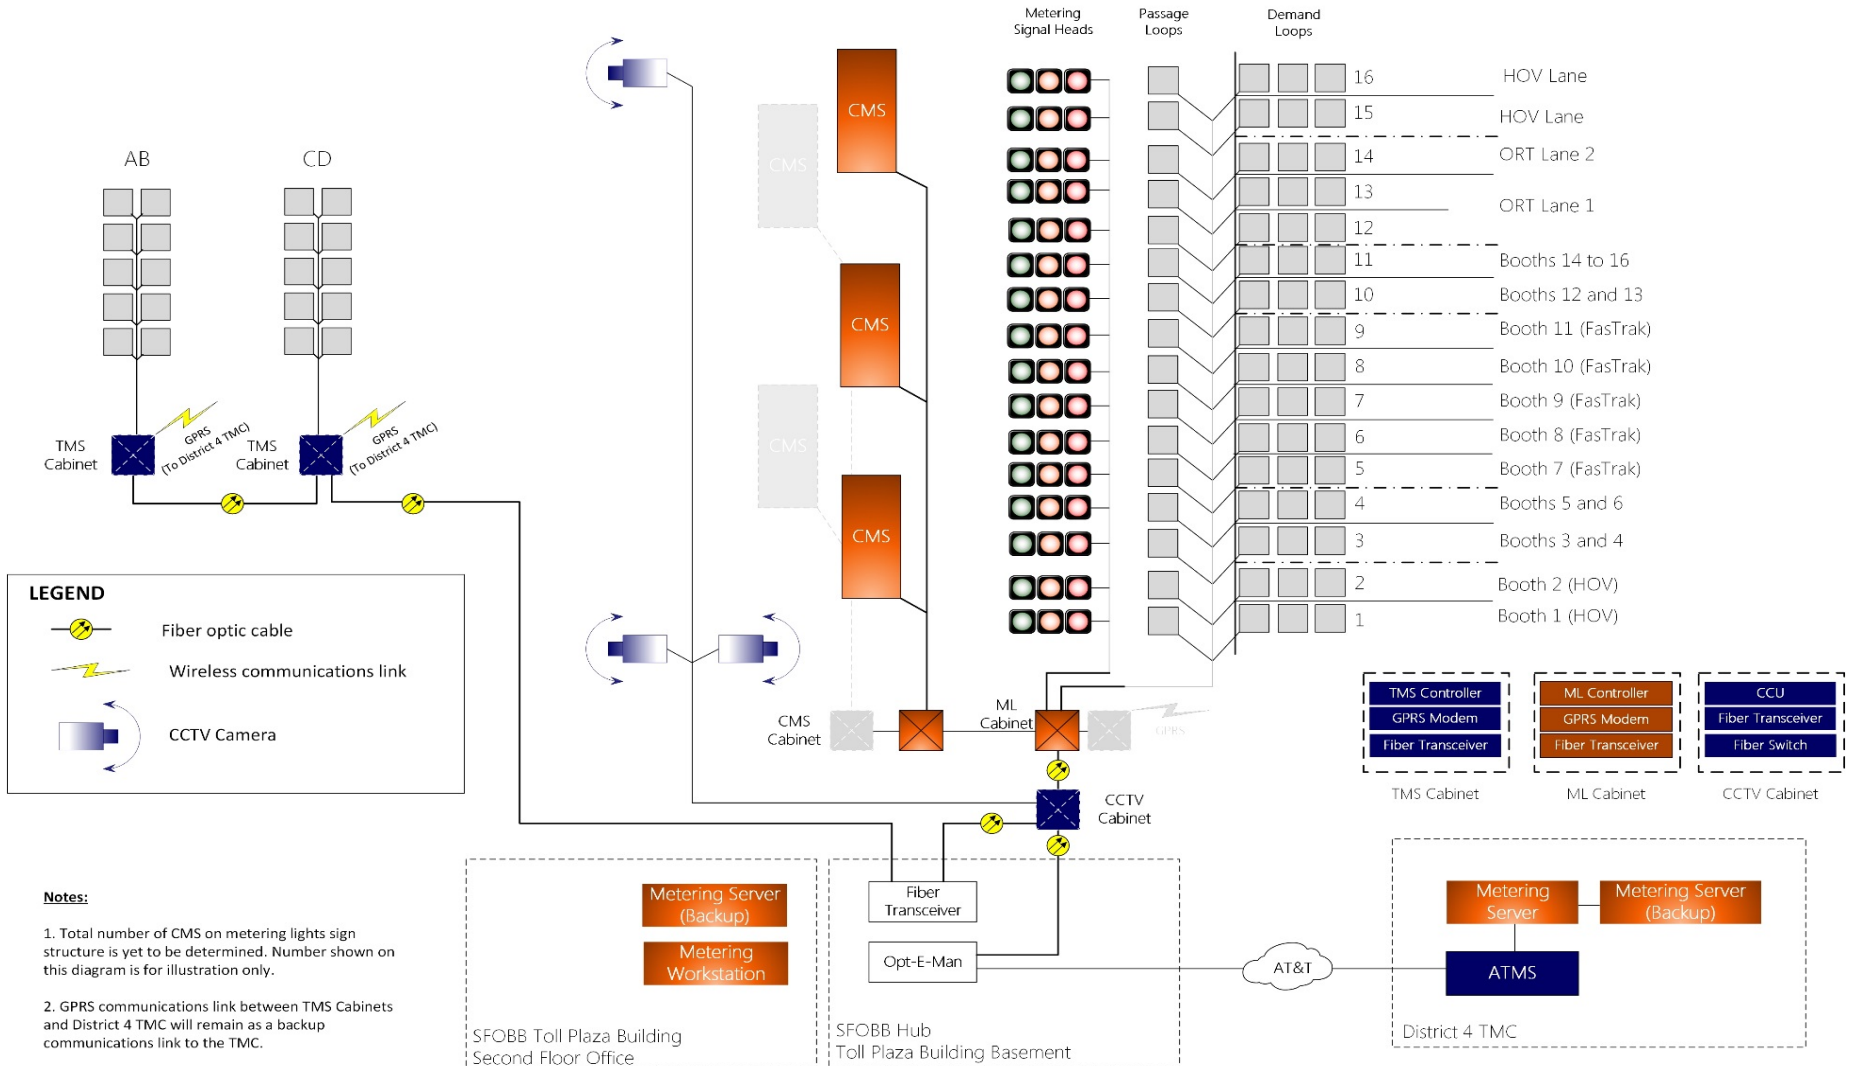 Metering
Signal Heads
Passage
Loops
Demand
Loops
AB
CD
CMS
CMS
CMS
CMS
CMS
16
HOV Lane
15
HOV Lane
14
ORT Lane 2
13
ORT Lane 1
12
11
Booths 14 to 16
10
Booths 12 and 13
9
Booth 11 (FasTrak)
8
Booth 10 (FasTrak)
7
Booth 9 (FasTrak)
6
Booth 8 (FasTrak)
5
Booth 7 (FasTrak)
4
Booths 5 and 6
3
Booths 3 and 4
2
Booth 2 (HOV)
1
Booth 1 (HOV)
TMS
Cabinet
GPRS
(To District 4 TMC)
TMS
Cabinet
GPRS
(To District 4 TMC)
LEGEND
Fiber optic cable
Wireless communications link
CCTV Camera
CMS
Cabinet
ML
Cabinet
GPRS
CCTV
Cabinet
TMS Controller
GPRS Modem
Fiber Transceiver
TMS Cabinet
ML Controller
GPRS Modem
Fiber Transceiver
ML Cabinet
CCU
Fiber Transceiver
Fiber Switch
CCTV Cabinet
Notes:
1. Total number of CMS on metering lights sign
structure is yet to be determined. Number shown on
this diagram is for illustration only.
2. GPRS communications link between TMS Cabinets
and District 4 TMC will remain as a backup
communications link to the TMC.
Metering Server
(Backup)
Metering
Workstation
SFOBB Toll Plaza Building
Second Floor Office
Fiber
Transceiver
Opt-E-Man
SFOBB Hub
Toll Plaza Building Basement
AT&T
Metering
Server
Metering Server
(Backup)
ATMS
District 4 TMC